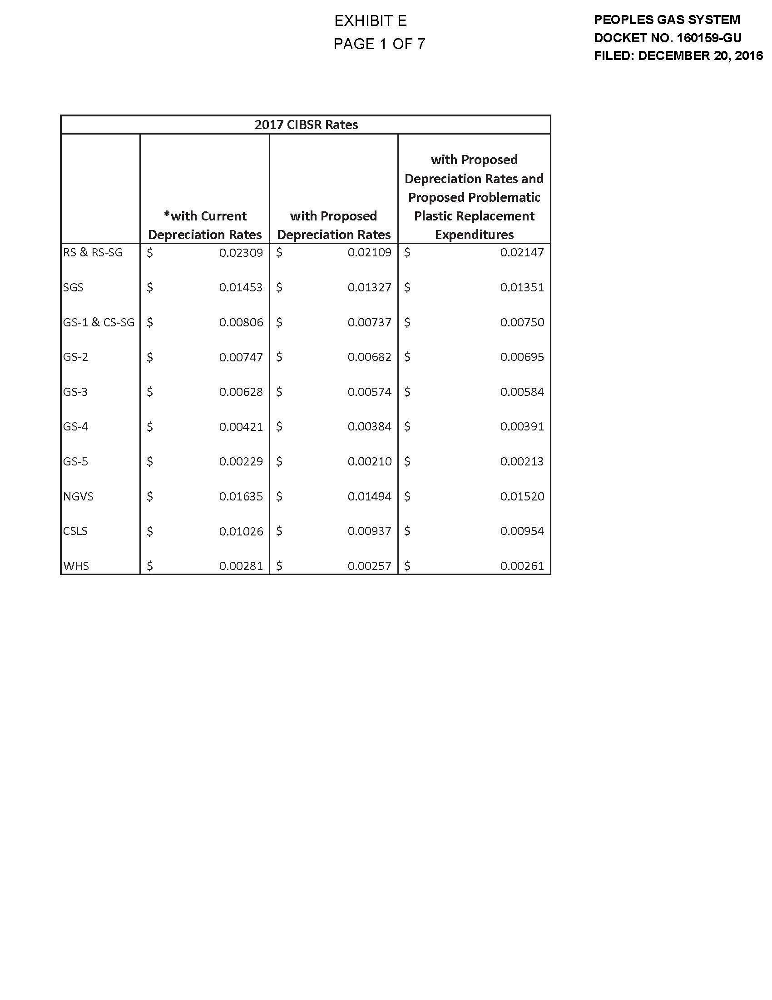 EXHIBIT E
PAGE 1 OF 7
PEOPLES GAS SYSTEM
DOCKET NO. 160159-GU
FILED: DECEMBER 20, 2016
2017 CIBSR Rates
*with Current
Depreciation Rates
with Proposed
Depreciation Rates
with Proposed
Depreciation Rates and
Proposed Problematic
Plastic Replacement
Expenditures
RS & RS-SG $ 0.02309 $ 0.02109 $ 0.02147
SGS $ 0.01453 $ 0.01327 $ 0.01351
GS-1 & CS-SG $ 0.00806 $ 0.00737 $ 0.00750
GS-2 $ 0.00747 $ 0.00682 $ 0.00695
GS-3 $ 0.00628 $ 0.00574 $ 0.00584
GS-4 $ 0.00421 $ 0.00384 $ 0.00391
GS-5 $ 0.00229 $ 0.00210 $ 0.00213
NGVS $ 0.01635 $ 0.01494 $ 0.01520
CSLS $ 0.01026 $ 0.00937 $ 0.00954
WHS $ 0.00281 $ 0.00257 $ 0.00261